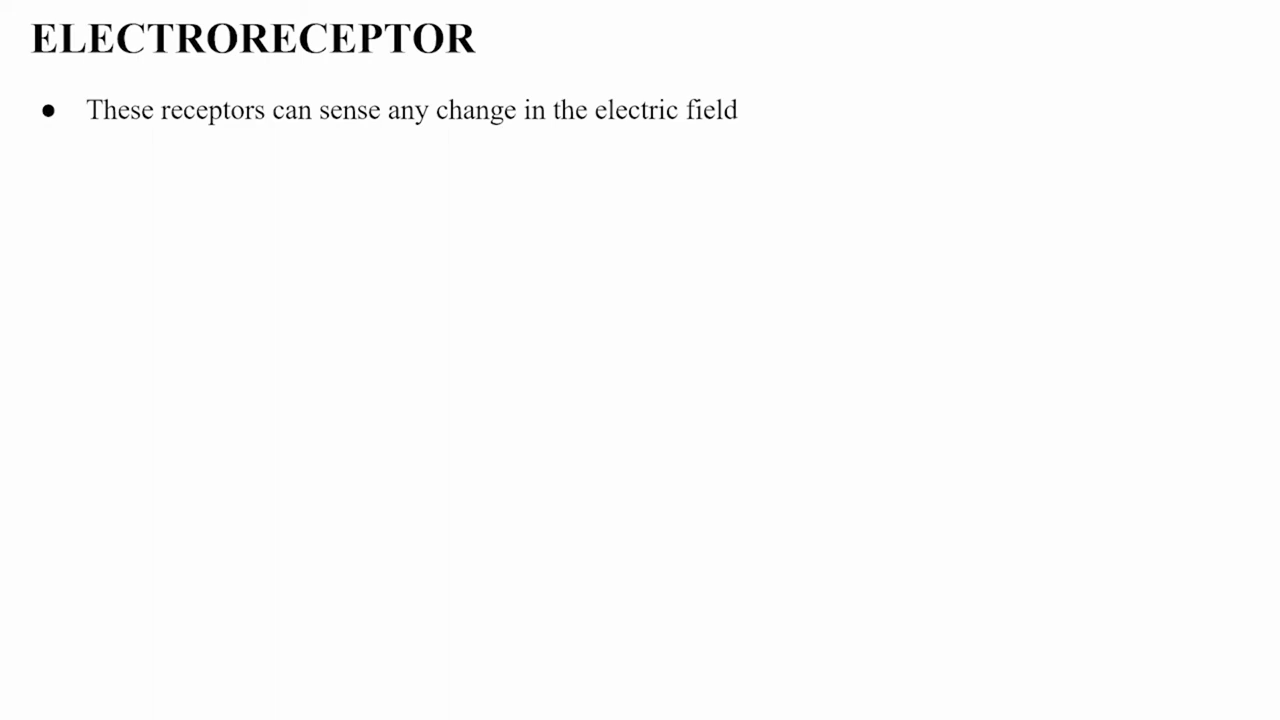 ELECTRORECEPTOR
● These receptors can sense any change in the electric field